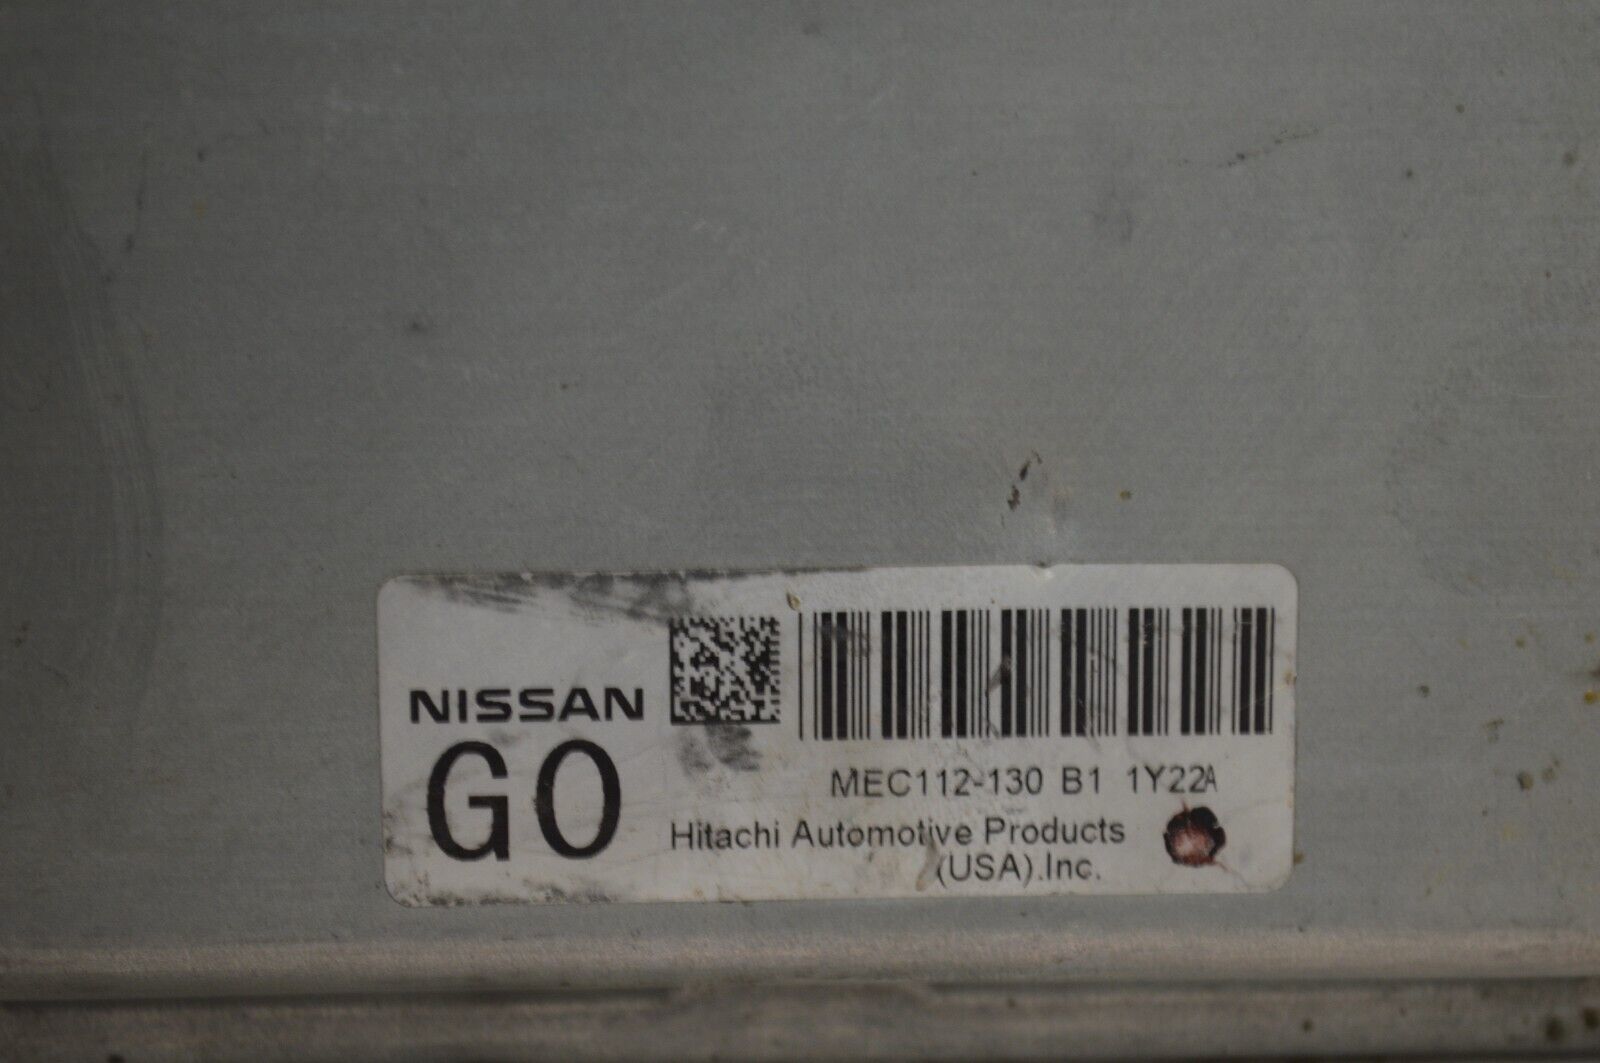 NISSAN
GO
MEC112-130 B1 1Y22A
Hitachi Automotive Products
(USA).Inc.